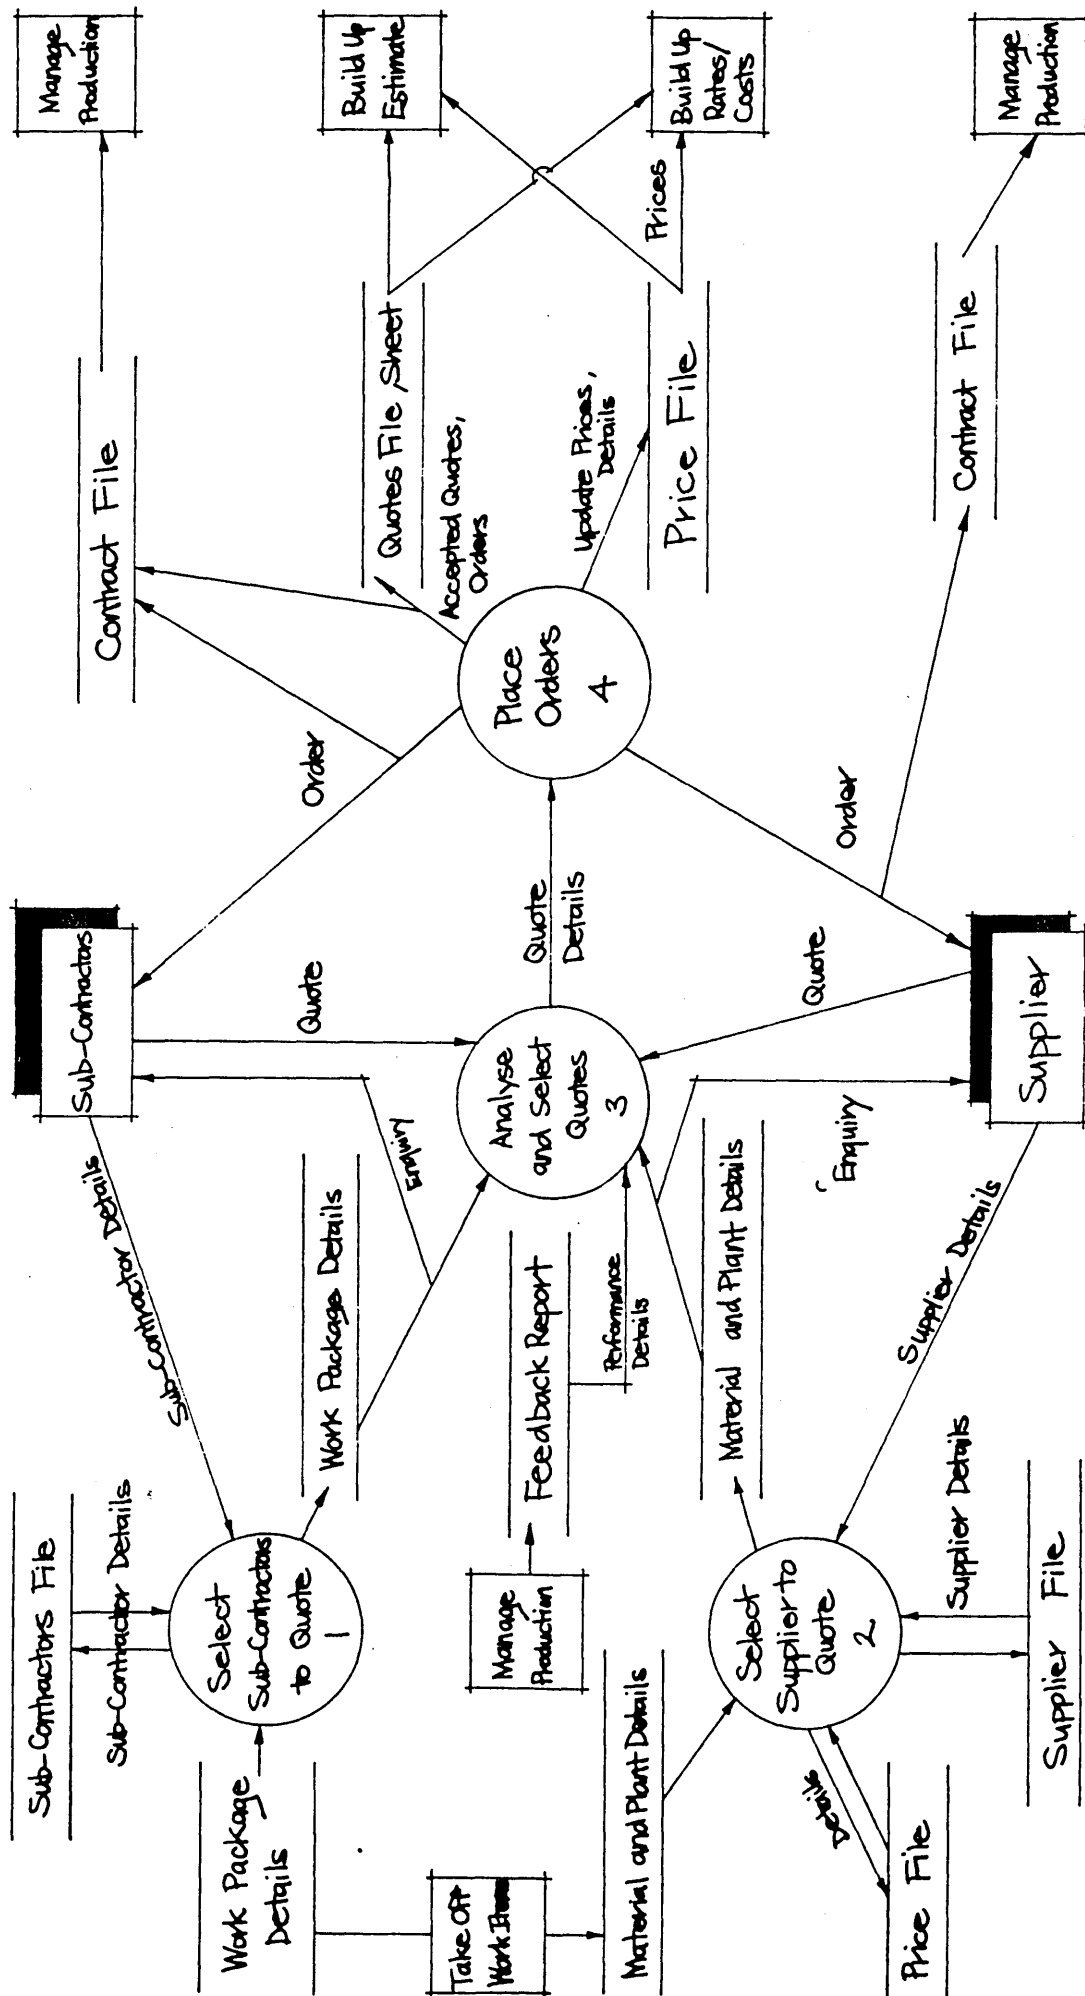 Sub-Contractors File
Sub-Contractor Details
Work Package
Details
Select
Sub-Contractors
to Quote
1
Sub-Contractor Details
Sub-Contractors
Take Off
Work Items
Work Package Details
Enquiry
Quote
Order
Contract File
Manage
Production
Manage
Production
Feedback Report
Performance
Details
Analyse
and Select
Quotes
3
Quote
Details
Place
Orders
4
Accepted Quotes,
Orders
Quotes File, Sheet
Build Up
Estimate
Update Prices,
Details
Price File
Prices
Build Up
Rates/
Costs
Material and Plant Details
Select
Supplier to
Quote
2
Details
Price File
Supplier Details
Supplier File
Material and Plant Details
Enquiry
Supplier Details
Quote
Supplier
Order
Contract File
Manage
Production